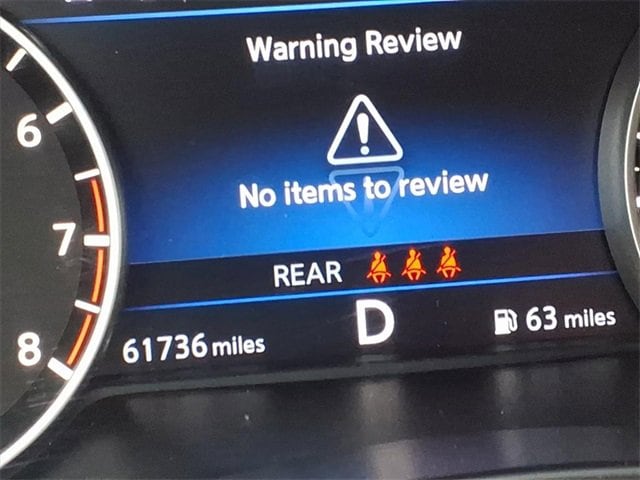 Warning Review
6
No items to review
7
REAR
D
63 miles
61736 miles
8